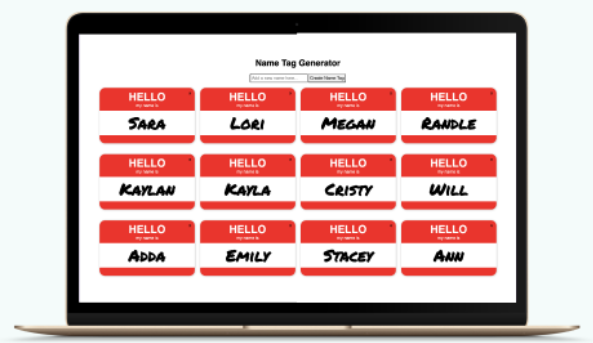 Name Tag Generator
Add a new name here... Create Name Tag
HELLO HELLO HELLO HELLO
my name is my name is my name is my name is
SARA LORI MEGAN RANDLE
HELLO HELLO HELLO HELLO
my name is my name is my name is my name is
KAYLAN KAYLA CRISTY WILL
HELLO HELLO HELLO HELLO
my name is my name is my name is my name is
ADDA EMILY STACEY ANN